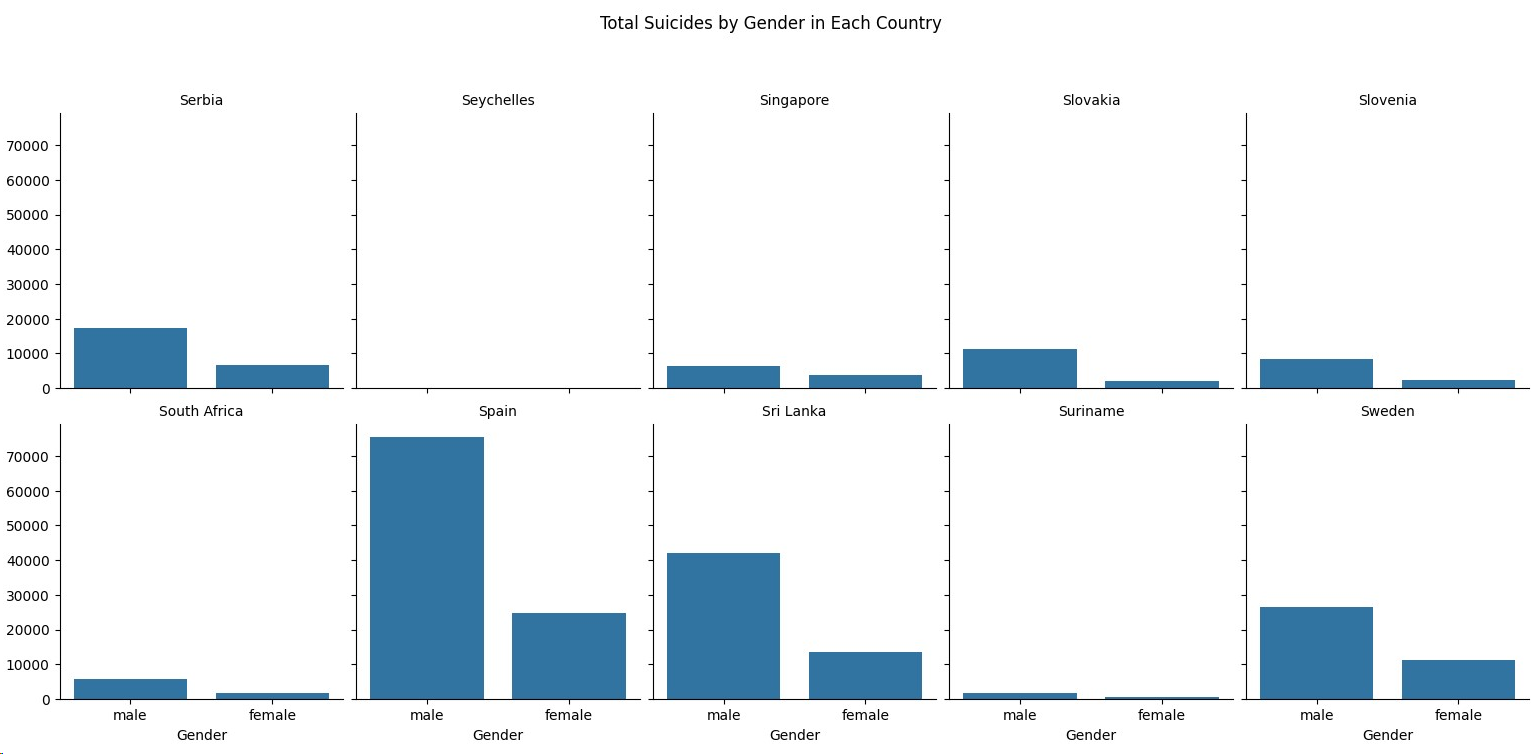 Total Suicides by Gender in Each Country
Serbia
Seychelles
Singapore
Slovakia
Slovenia
70000
60000
50000
40000
30000
20000
10000
0
South Africa
Spain
Sri Lanka
Suriname
Sweden
70000
60000
50000
40000
30000
20000
10000
0
male female
male female
male female
male female
male female
Gender
Gender
Gender
Gender
Gender